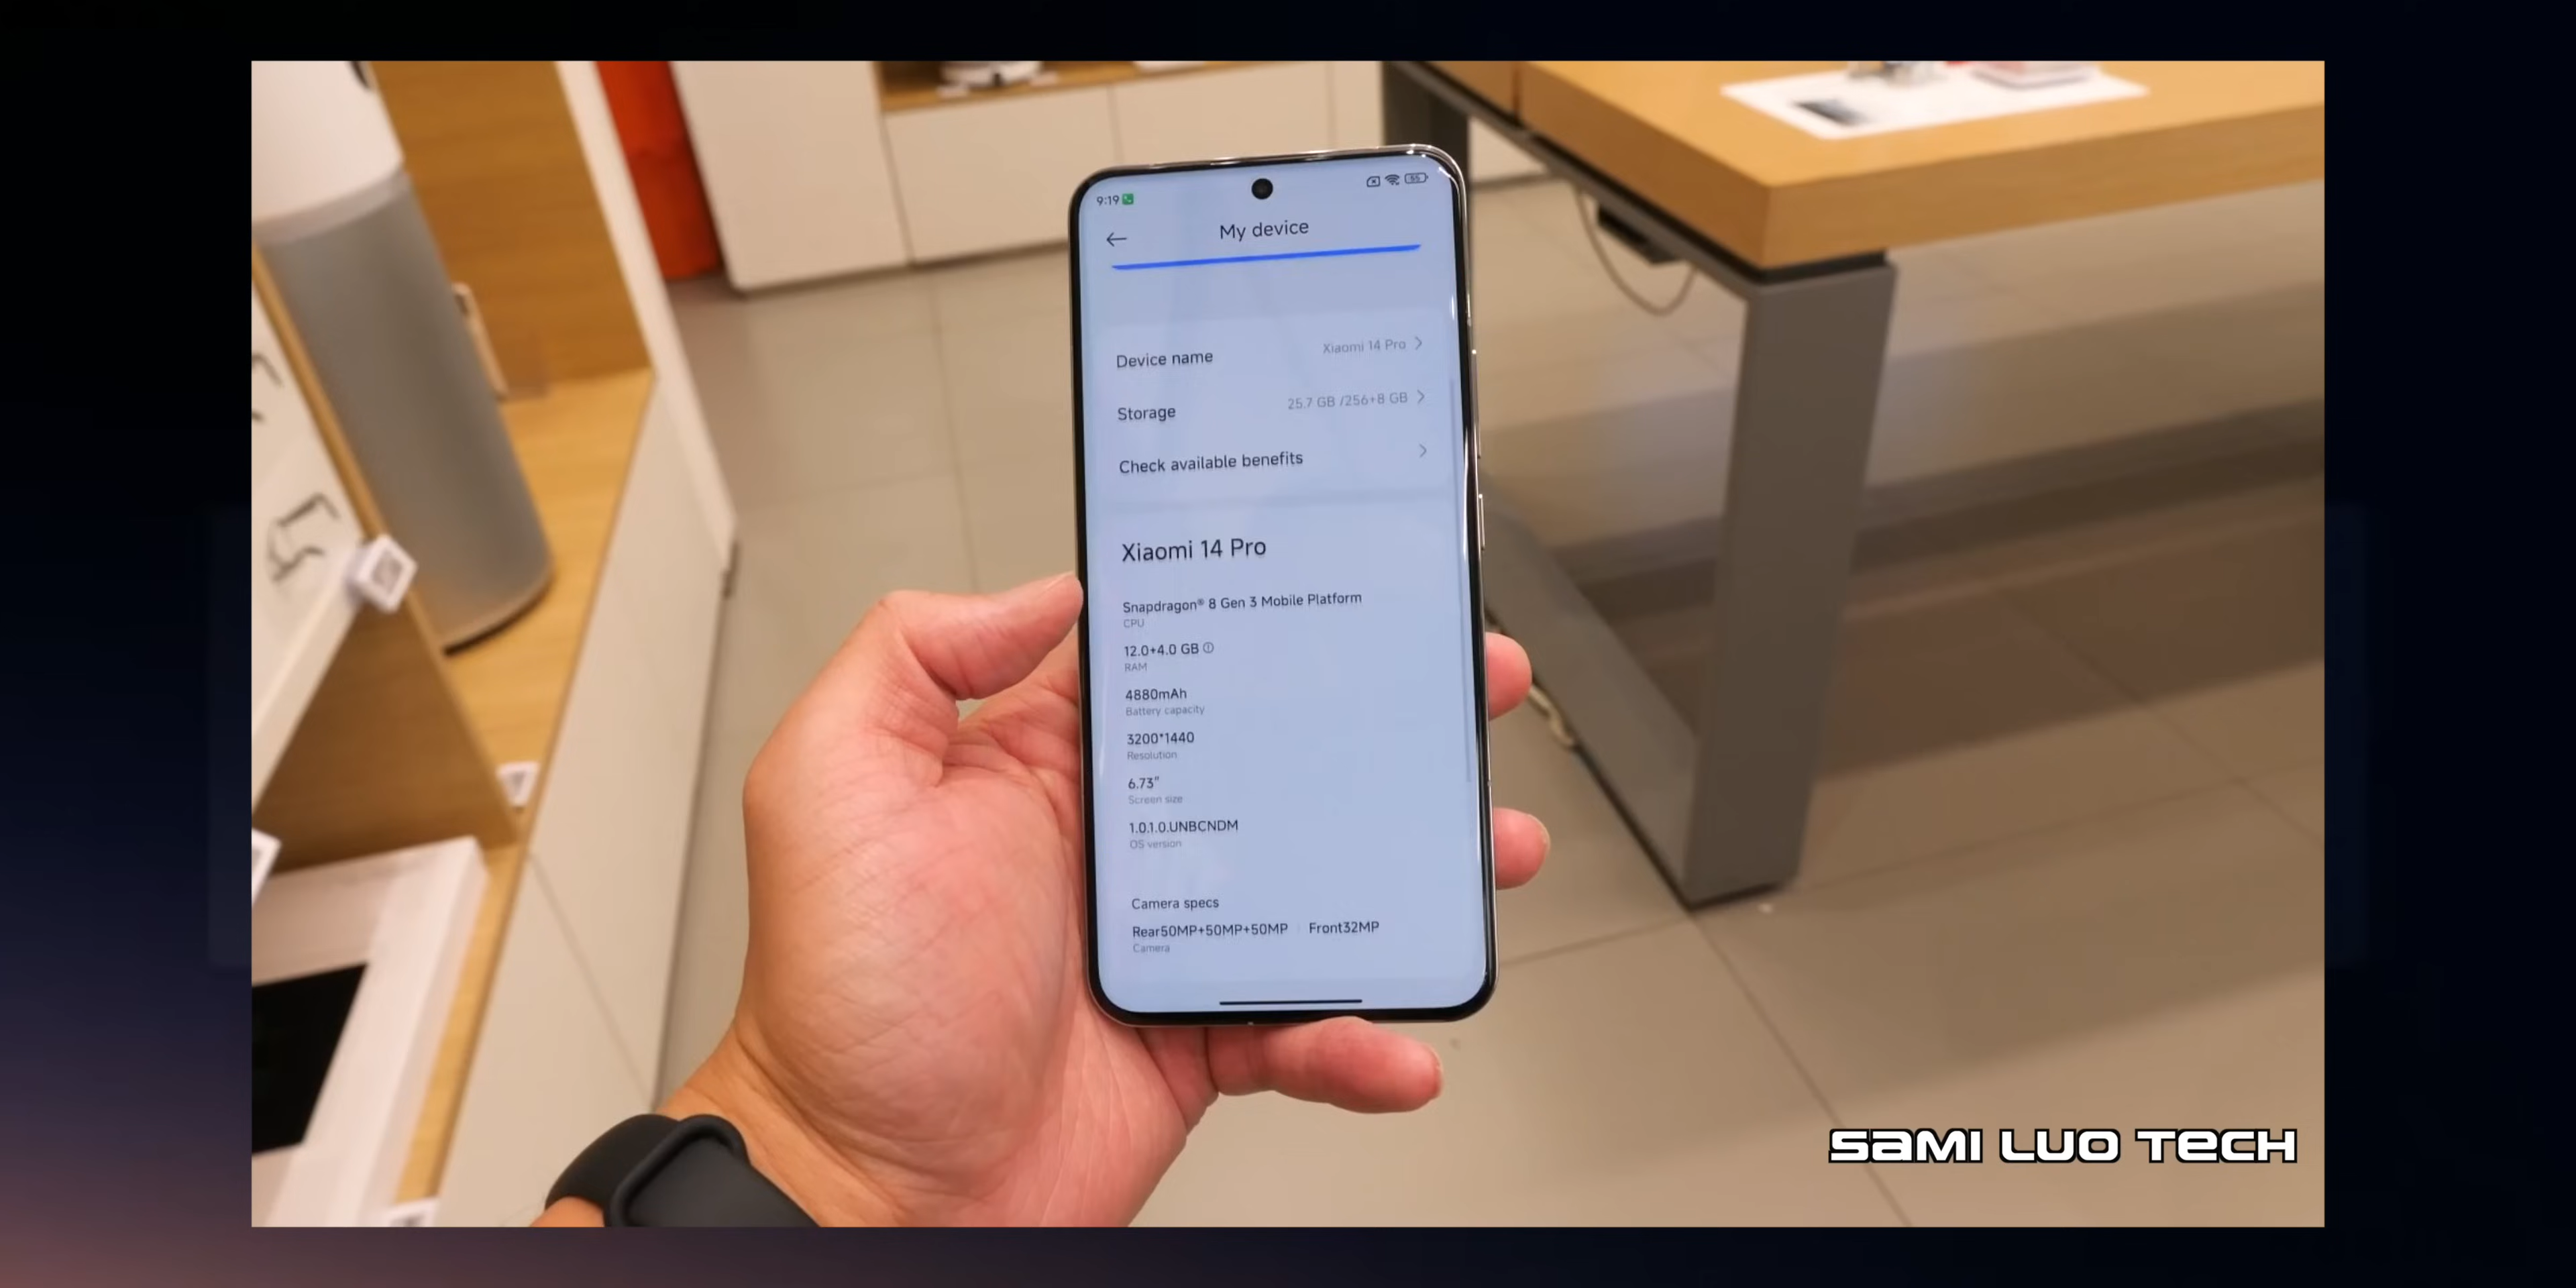 9:19
55
My device
Device name Xiaomi 14 Pro
Storage 25.7 GB /256+8 GB
Check available benefits
Xiaomi 14 Pro
Snapdragon® 8 Gen 3 Mobile Platform
CPU
12.0+4.0 GB
RAM
4880mAh
Battery capacity
3200*1440
Resolution
6.73"
Screen size
1.0.1.0.UNBCNDM
OS version
Camera specs
Rear50MP+50MP+50MP Front32MP
Camera
SAMI LUO TECH